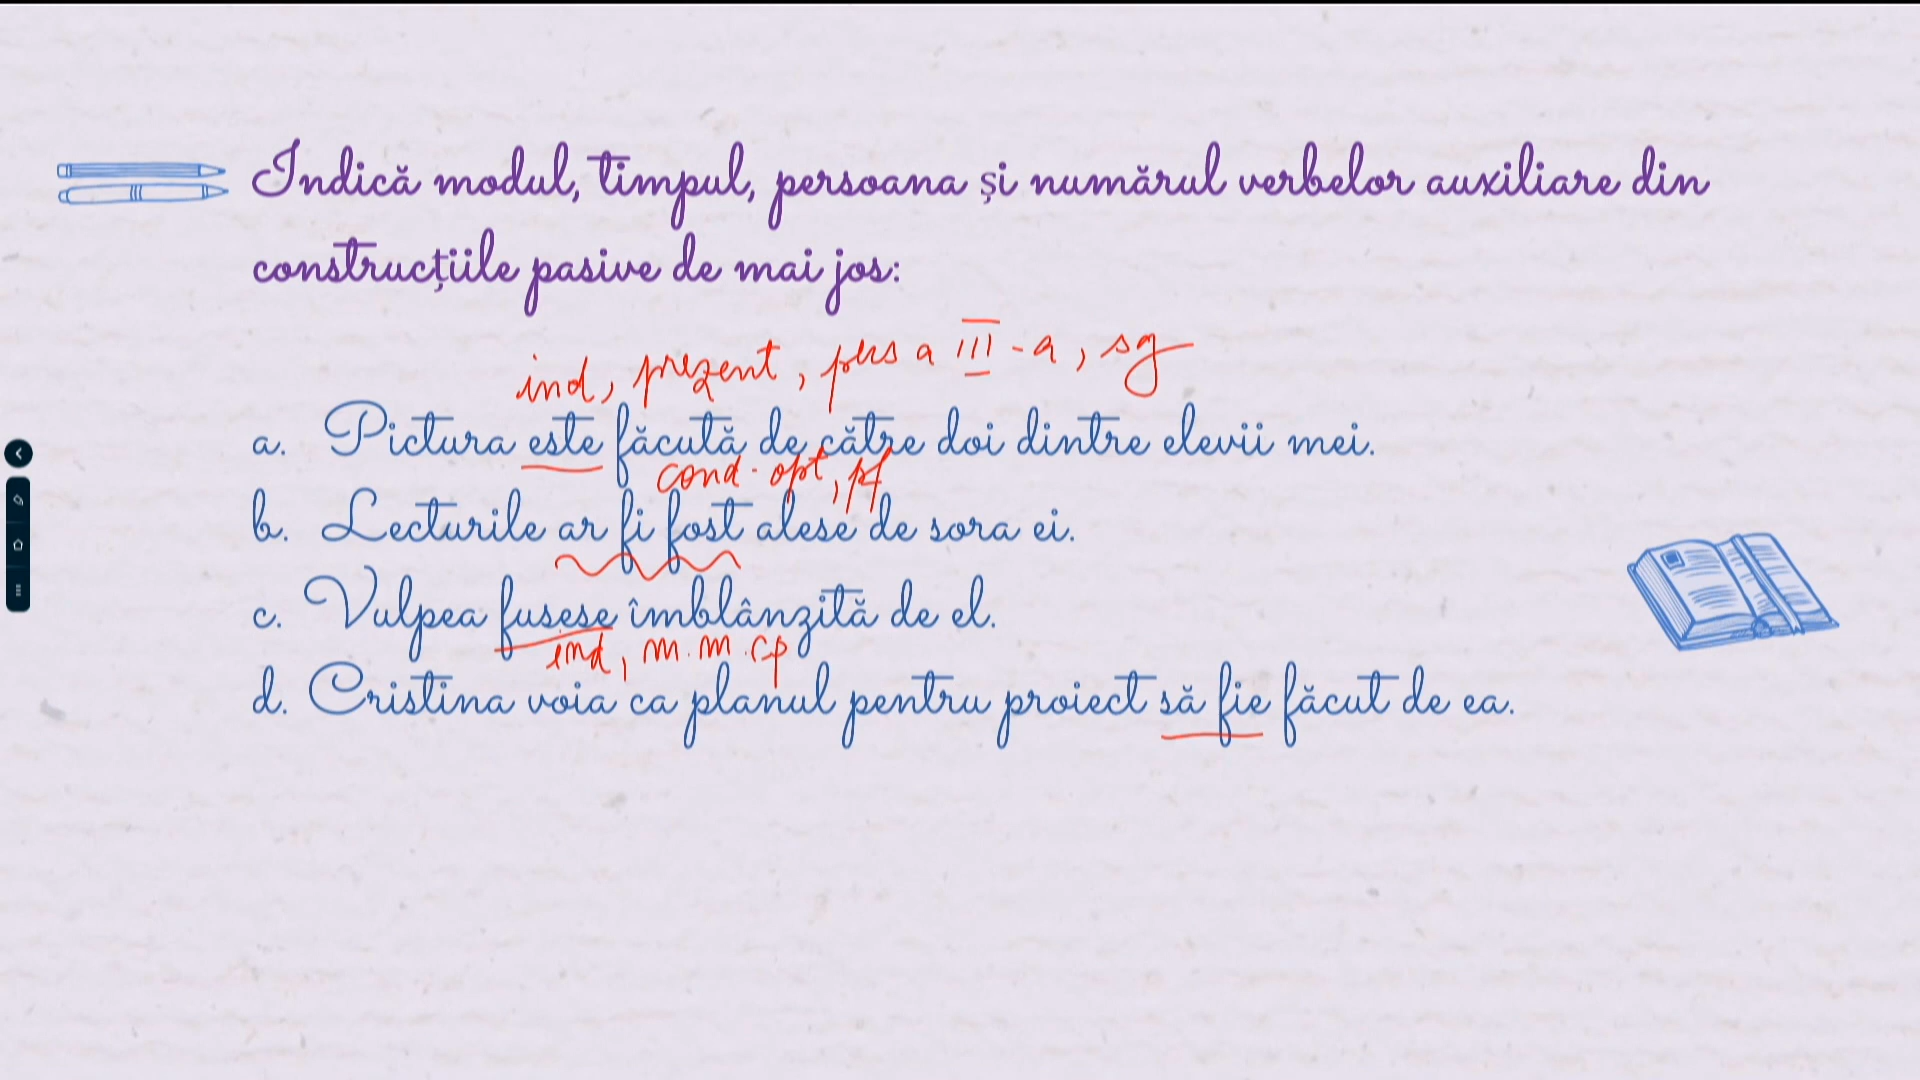 Indică modul, timpul, persoana și numărul verbelor auxiliare din
construcțiile pasive de mai jos:
ind, prezent, pers a III-a, sg
a. Pictura este făcută de către doi dintre elevii mei.
cond-opt, pf
b. Lecturile ar fi fost alese de sora ei.
c. Vulpea fusese îmblânzită de el.
ind, m.m.cp
d. Cristina voia ca planul pentru proiect să fie făcut de ea.